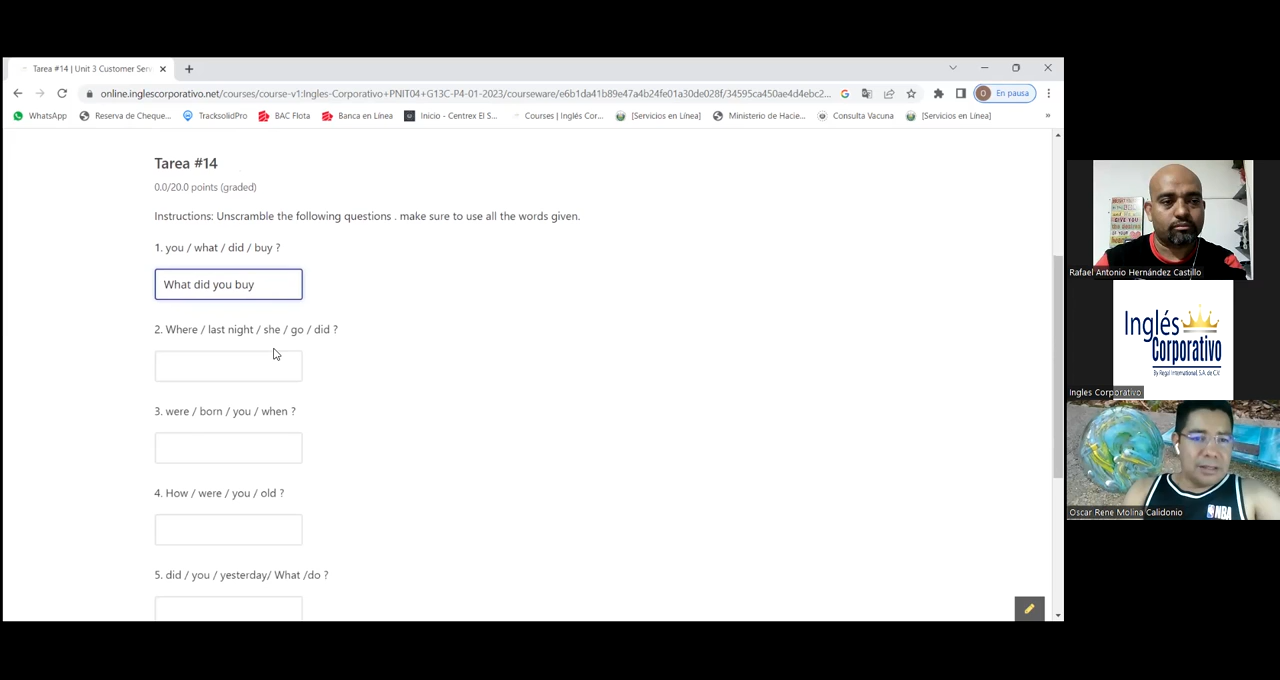 Tarea #14 | Unit 3 Customer Serv
online.inglescorporativo.net/courses/course-v1:Ingles-Corporativo+PNIT04+G13C-P4-01-2023/courseware/e6b1da41b89e47a4b24fe01a30de028f/34595ca450ae4d4ebc2...
En pausa
WhatsApp
Reserva de Cheque...
TracksolidPro
BAC Flota
Banca en Línea
Inicio - Centrex El S...
Courses | Inglés Cor...
[Servicios en Línea]
Ministerio de Hacie...
Consulta Vacuna
[Servicios en Línea]
Tarea #14
0.0/20.0 points (graded)
Instructions: Unscramble the following questions . make sure to use all the words given.
1. you / what / did / buy ?
What did you buy
2. Where / last night / she / go / did ?
3. were / born / you / when ?
4. How / were / you / old ?
5. did / you / yesterday/ What /do ?
Rafael Antonio Hernández Castillo
Inglés
Corporativo
By Regal International, S.A. de C.V.
Ingles Corporativo
NBA
Oscar Rene Molina Calidonio